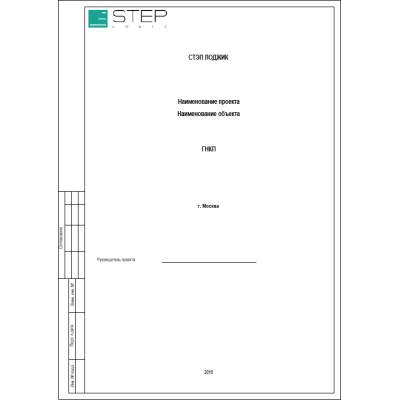 STEP
LOGIC
СТЭП ЛОДЖИК
Наименование проекта
Наименование объекта
ГНКП
г. Москва
Руководитель проекта
2016
Согласовано
Взам. инв. №
Подп. и дата
Инв. № подл.